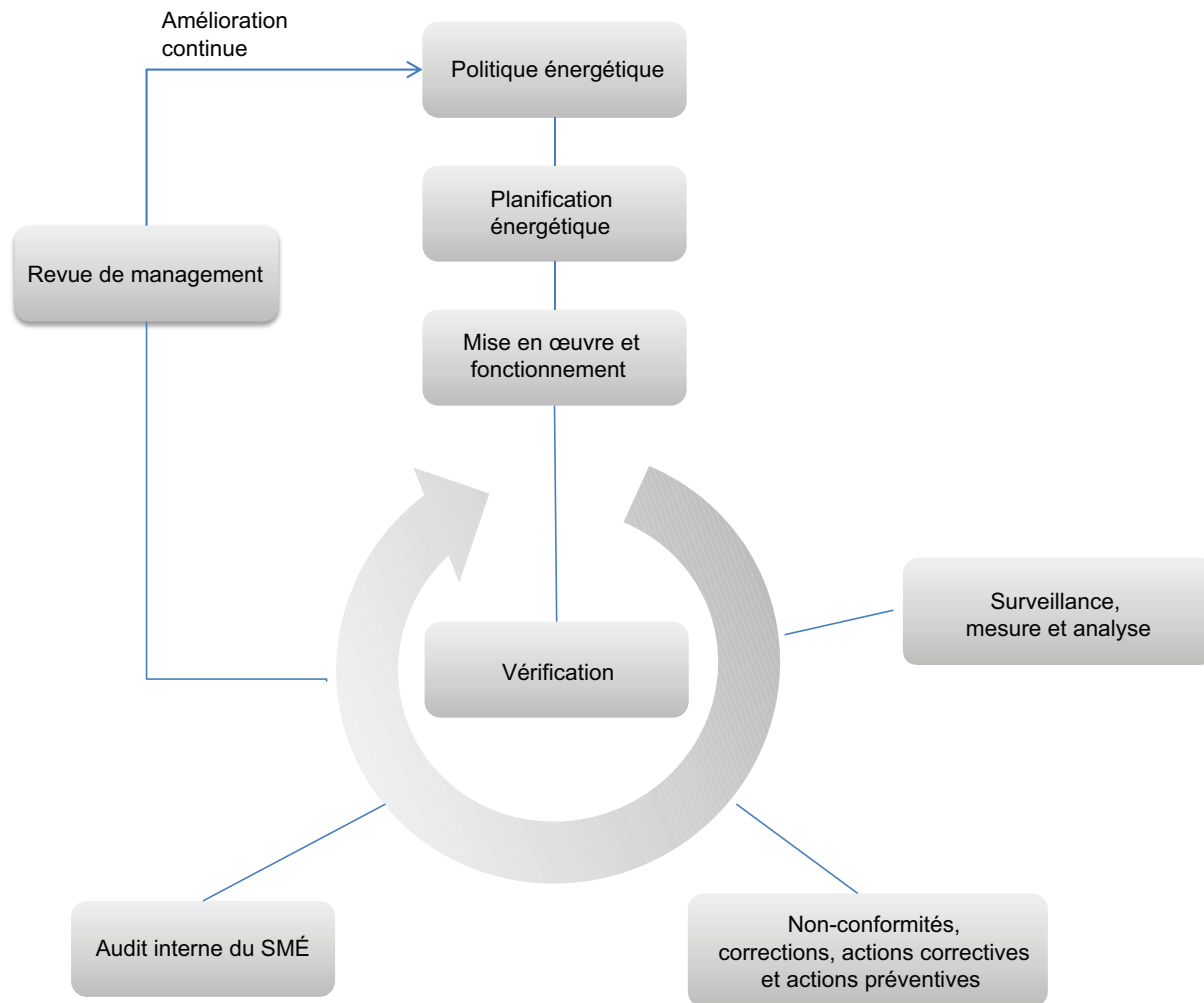 Amélioration
continue
Politique énergétique
Planification
énergétique
Revue de management
Mise en œuvre et
fonctionnement
Surveillance,
mesure et analyse
Vérification
Audit interne du SMÉ
Non-conformités,
corrections, actions correctives
et actions préventives